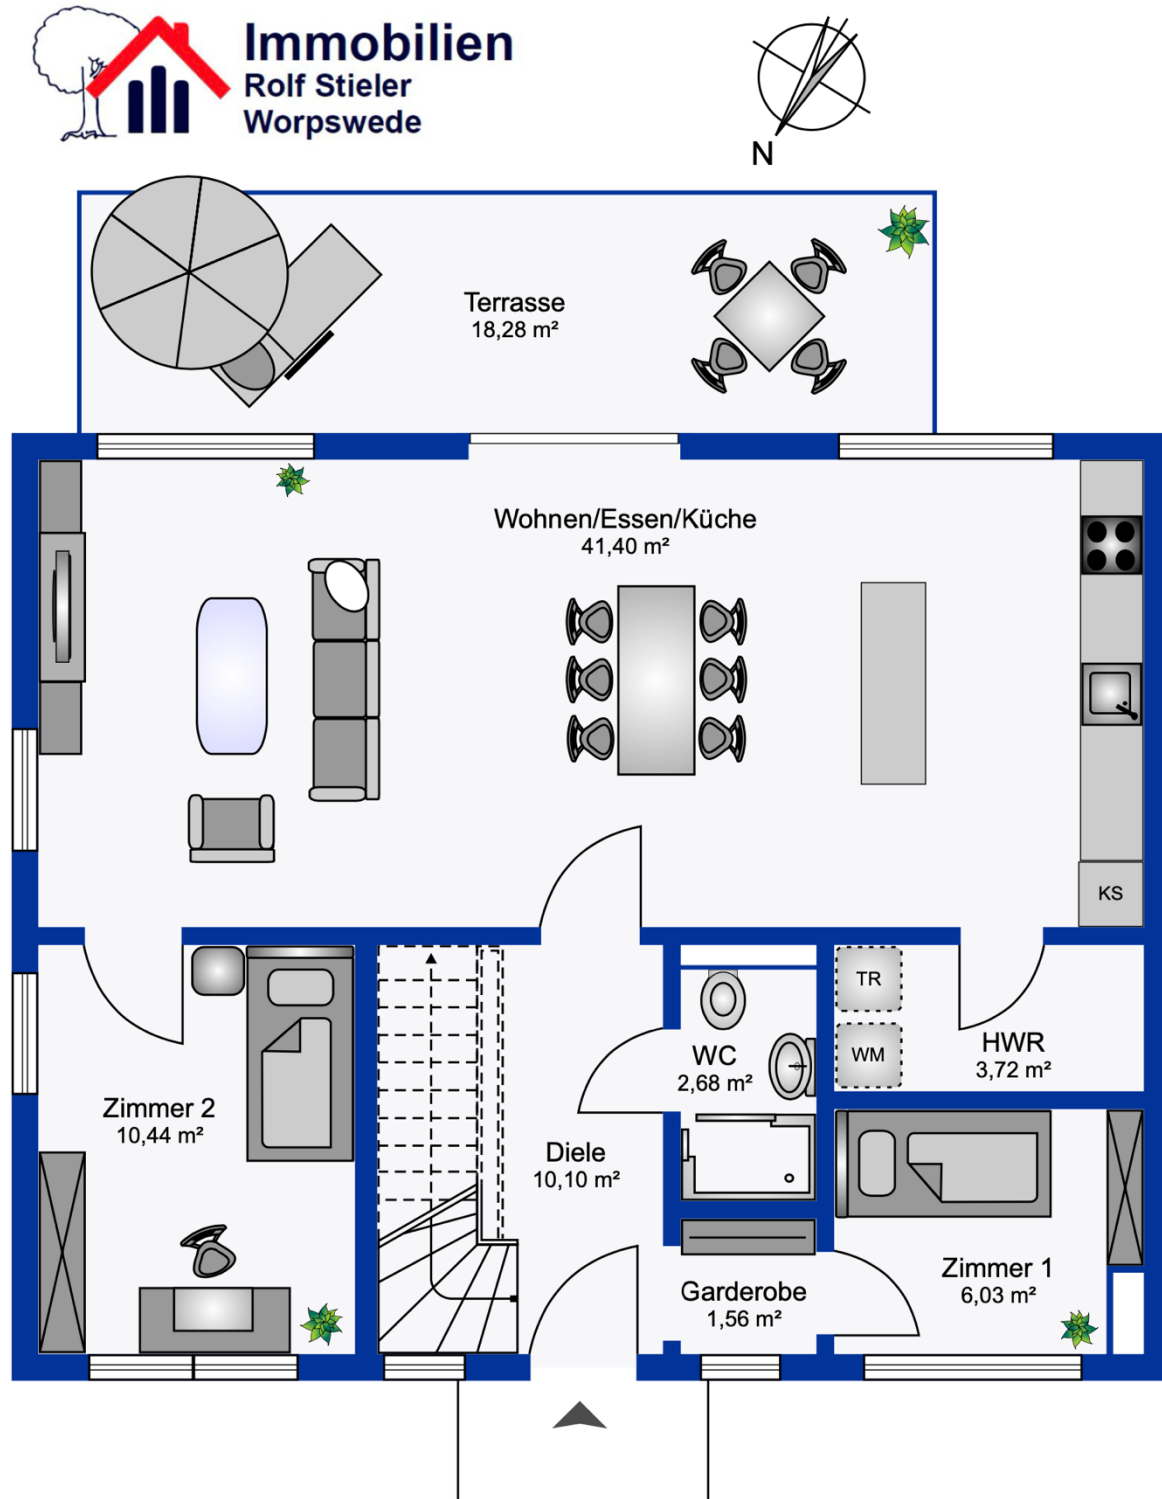 Immobilien
Rolf Stieler
Worpswede
N
Terrasse
18,28 m²
Wohnen/Essen/Küche
41,40 m²
KS
TR
WM
HWR
3,72 m²
WC
2,68 m²
Zimmer 2
10,44 m²
Diele
10,10 m²
Garderobe
1,56 m²
Zimmer 1
6,03 m²